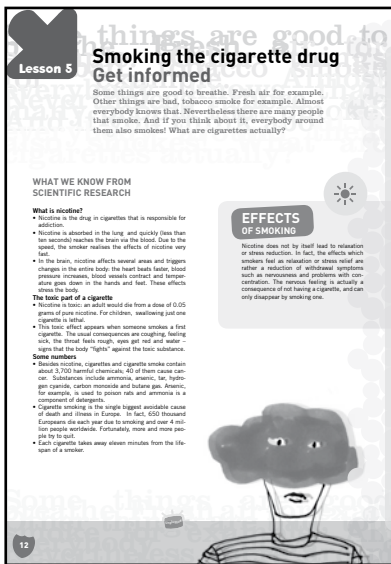 Lesson 5
Smoking the cigarette drug
Get informed
Some things are good to breathe. Fresh air for example.
Other things are bad, tobacco smoke for example. Almost
everybody knows that. Nevertheless there are many people
that smoke. And if you think about it, everybody around
them also smokes! What are cigarettes actually?
WHAT WE KNOW FROM
SCIENTIFIC RESEARCH
What is nicotine?
• Nicotine is the drug in cigarettes that is responsible for
addiction.
• Nicotine is absorbed in the lung and quickly (less than
ten seconds) reaches the brain via the blood. Due to the
speed, the smoker realises the effects of nicotine very
fast.
• In the brain, nicotine affects several areas and triggers
changes in the entire body: the heart beats faster, blood
pressure increases, blood vessels contract and temper-
ature goes down in the hands and feet. These effects
stress the body.
The toxic part of a cigarette
• Nicotine is toxic: an adult would die from a dose of 0.05
grams of pure nicotine. For children, swallowing just one
cigarette is lethal.
• This toxic effect appears when someone smokes a first
cigarette. The usual consequences are coughing, feeling
sick, the throat feels rough, eyes get red and water –
signs that the body "fights" against the toxic substance.
Some numbers
• Besides nicotine, cigarettes and cigarette smoke contain
about 3,700 harmful chemicals; 40 of them cause can-
cer. Substances include ammonia, arsenic, tar, hydro-
gen cyanide, carbon monoxide and butane gas. Arsenic,
for example, is used to poison rats and ammonia is a
component of detergents.
• Cigarette smoking is the single biggest avoidable cause
of death and illness in Europe. In fact, 650 thousand
Europeans die each year due to smoking and over 4 mil-
lion people worldwide. Fortunately, more and more peo-
ple try to quit.
• Each cigarette takes away eleven minutes from the life-
span of a smoker.
EFFECTS
OF SMOKING
Nicotine does not by itself lead to relaxation
or stress reduction. In fact, the effects which
smokers feel as relaxation or stress relief are
rather a reduction of withdrawal symptoms
such as nervousness and problems with con-
centration. The nervous feeling is actually a
consequence of not having a cigarette, and can
only disappear by smoking one.
12